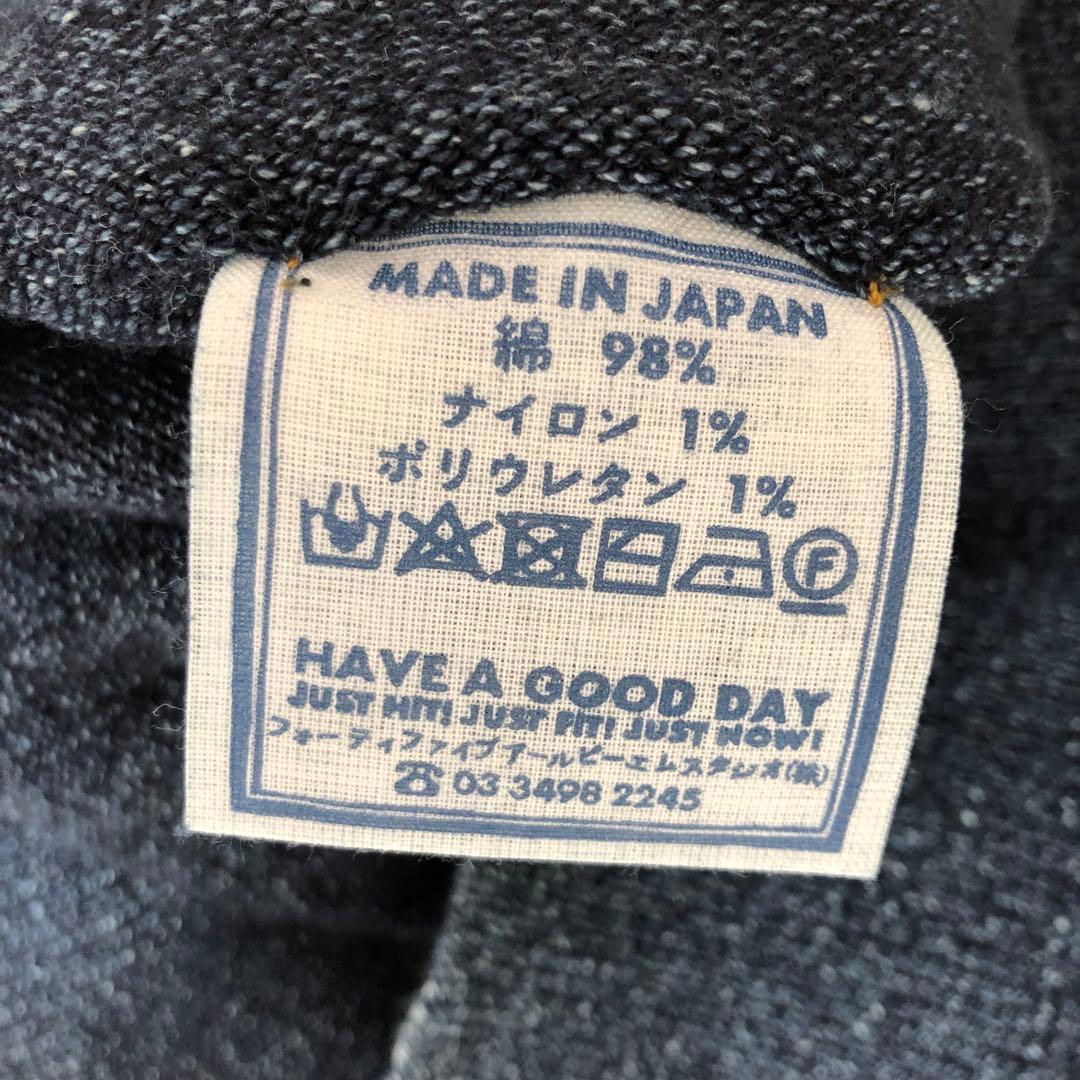 MADE IN JAPAN
綿 98%
ナイロン 1%
ポリウレタン 1%
F
HAVE A GOOD DAY
JUST HIT! JUST FIT! JUST NOW!
フォーティファイヴアールピーエムスタジオ(株)
☎ 03 3498 2245